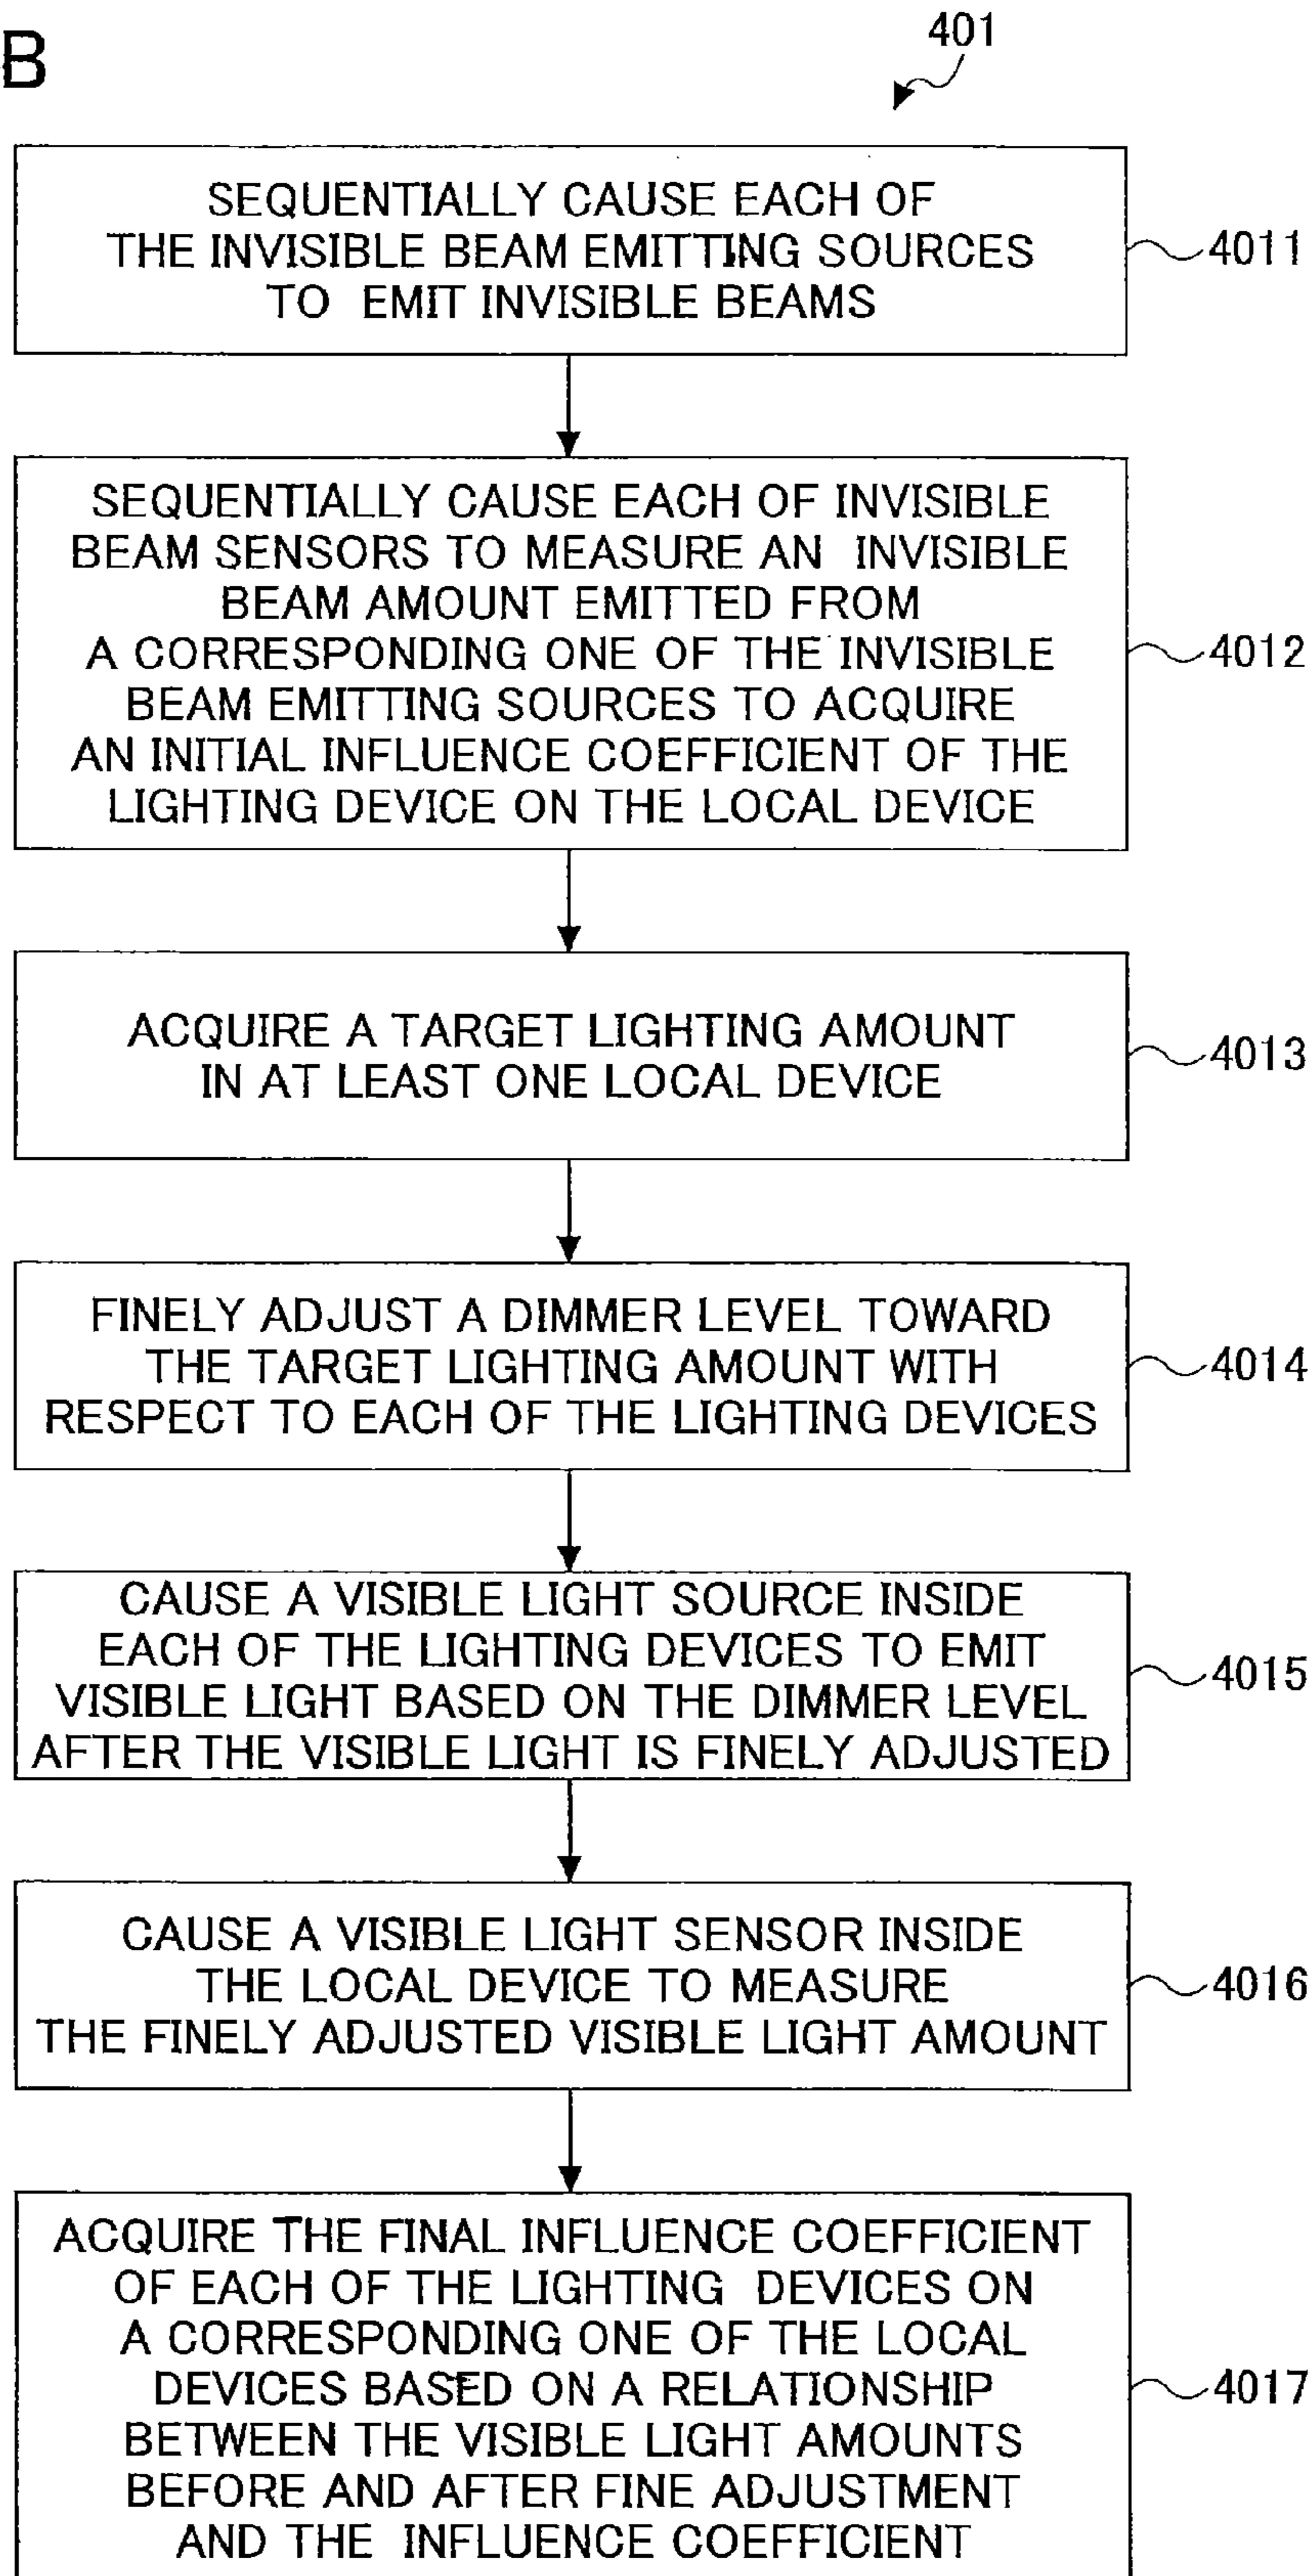 B
401
SEQUENTIALLY CAUSE EACH OF
THE INVISIBLE BEAM EMITTING SOURCES
TO EMIT INVISIBLE BEAMS
4011
SEQUENTIALLY CAUSE EACH OF INVISIBLE
BEAM SENSORS TO MEASURE AN INVISIBLE
BEAM AMOUNT EMITTED FROM
A CORRESPONDING ONE OF THE INVISIBLE
BEAM EMITTING SOURCES TO ACQUIRE
AN INITIAL INFLUENCE COEFFICIENT OF THE
LIGHTING DEVICE ON THE LOCAL DEVICE
4012
ACQUIRE A TARGET LIGHTING AMOUNT
IN AT LEAST ONE LOCAL DEVICE
4013
FINELY ADJUST A DIMMER LEVEL TOWARD
THE TARGET LIGHTING AMOUNT WITH
RESPECT TO EACH OF THE LIGHTING DEVICES
4014
CAUSE A VISIBLE LIGHT SOURCE INSIDE
EACH OF THE LIGHTING DEVICES TO EMIT
VISIBLE LIGHT BASED ON THE DIMMER LEVEL
AFTER THE VISIBLE LIGHT IS FINELY ADJUSTED
4015
CAUSE A VISIBLE LIGHT SENSOR INSIDE
THE LOCAL DEVICE TO MEASURE
THE FINELY ADJUSTED VISIBLE LIGHT AMOUNT
4016
ACQUIRE THE FINAL INFLUENCE COEFFICIENT
OF EACH OF THE LIGHTING DEVICES ON
A CORRESPONDING ONE OF THE LOCAL
DEVICES BASED ON A RELATIONSHIP
BETWEEN THE VISIBLE LIGHT AMOUNTS
BEFORE AND AFTER FINE ADJUSTMENT
AND THE INFLUENCE COEFFICIENT
4017